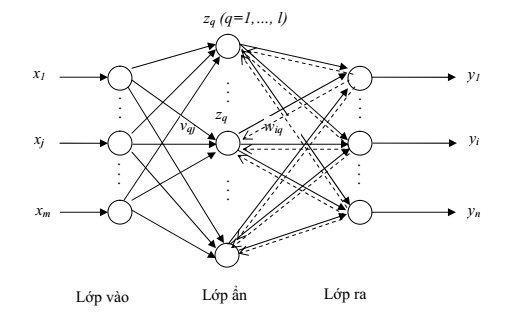 z_q (q=1,..., l)
x_1
y_1
z_q
v_qj
w_iq
x_j
y_i
x_m
y_n
Lớp vào
Lớp ẩn
Lớp ra